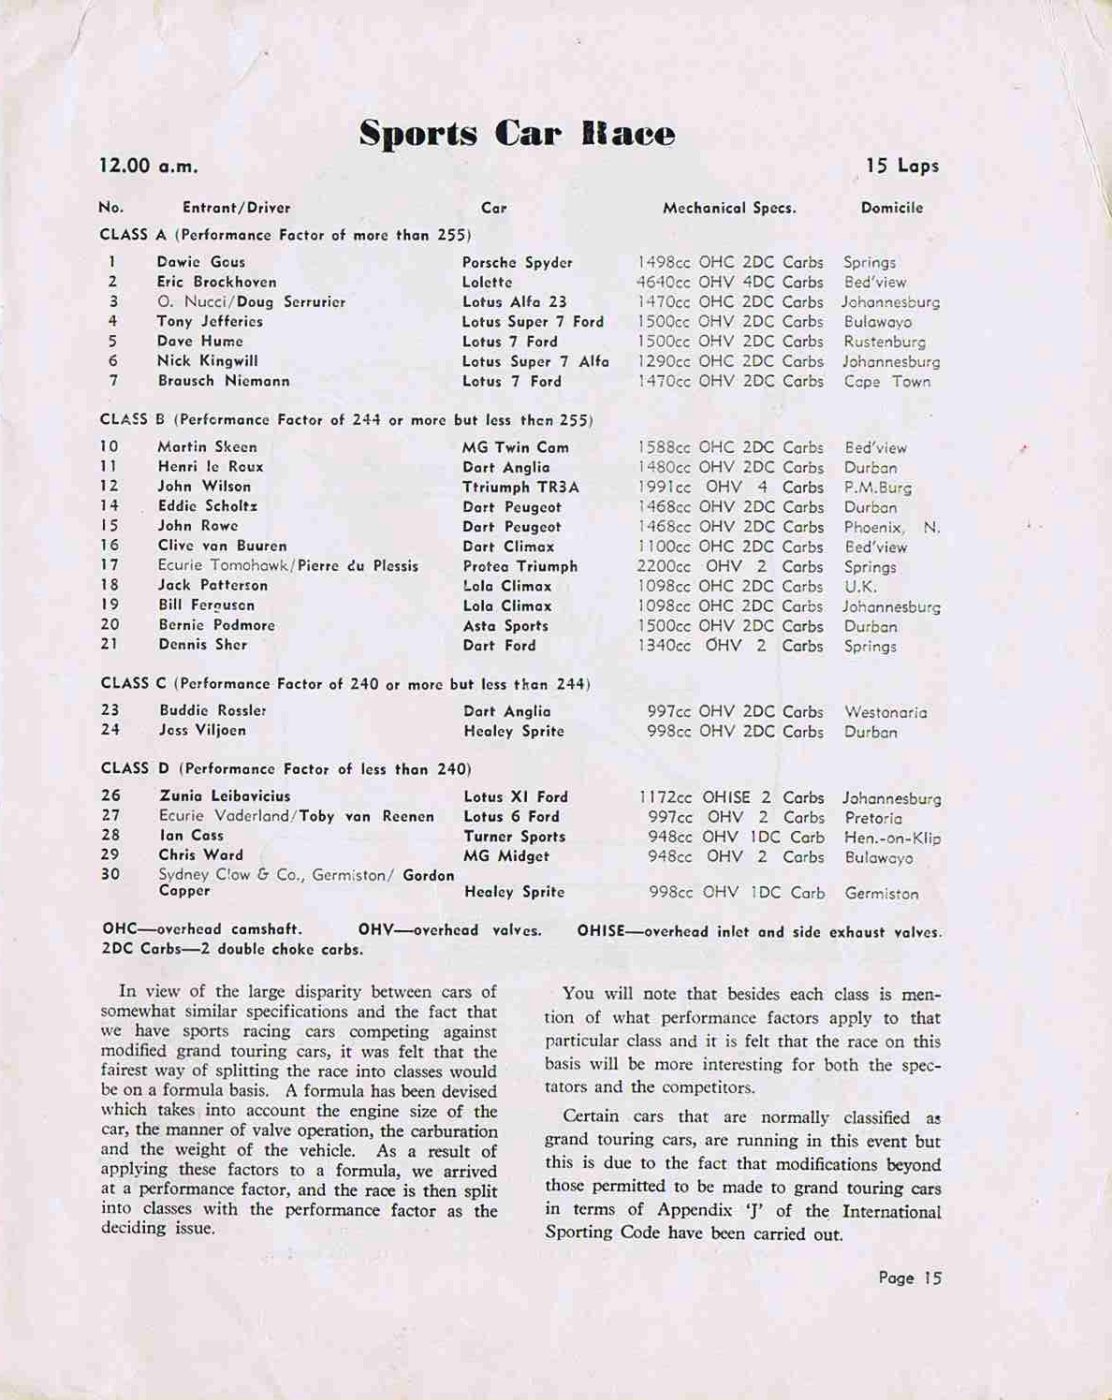 Sports Car Race
12.00 a.m. 15 Laps
No. Entrant/Driver Car Mechanical Specs. Domicile
CLASS A (Performance Factor of more than 255)
1 Dawie Gous Porsche Spyder 1498cc OHC 2DC Carbs Springs
2 Eric Brockhoven Lolette 4640cc OHV 4DC Carbs Bed'view
3 O. Nucci/Doug Serrurier Lotus Alfa 23 1470cc OHC 2DC Carbs Johannesburg
4 Tony Jefferies Lotus Super 7 Ford 1500cc OHV 2DC Carbs Bulawayo
5 Dave Hume Lotus 7 Ford 1500cc OHV 2DC Carbs Rustenburg
6 Nick Kingwill Lotus Super 7 Alfa 1290cc OHC 2DC Carbs Johannesburg
7 Brausch Niemann Lotus 7 Ford 1470cc OHV 2DC Carbs Cape Town
CLASS B (Performance Factor of 244 or more but less than 255)
10 Martin Skeen MG Twin Cam 1588cc OHC 2DC Carbs Bed'view
11 Henri le Roux Dart Anglia 1480cc OHV 2DC Carbs Durban
12 John Wilson Ttriumph TR3A 1991cc OHV 4 Carbs P.M.Burg
14 Eddie Scholtz Dart Peugeot 1468cc OHV 2DC Carbs Durban
15 John Rowe Dart Peugeot 1468cc OHV 2DC Carbs Phoenix, N.
16 Clive van Buuren Dart Climax 1100cc OHC 2DC Carbs Bed'view
17 Ecurie Tomahawk/Pierre du Plessis Protea Triumph 2200cc OHV 2 Carbs Springs
18 Jack Patterson Lola Climax 1098cc OHC 2DC Carbs U.K.
19 Bill Ferguson Lola Climax 1098cc OHC 2DC Carbs Johannesburg
20 Bernie Podmore Asta Sports 1500cc OHV 2DC Carbs Durban
21 Dennis Sher Dart Ford 1340cc OHV 2 Carbs Springs
CLASS C (Performance Factor of 240 or more but less than 244)
23 Buddie Rossler Dart Anglia 997cc OHV 2DC Carbs Westonaria
24 Jess Viljoen Healey Sprite 998cc OHV 2DC Carbs Durban
CLASS D (Performance Factor of less than 240)
26 Zunia Leibavicius Lotus XI Ford 1172cc OHISE 2 Carbs Johannesburg
27 Ecurie Vaderland/Toby van Reenen Lotus 6 Ford 997cc OHV 2 Carbs Pretoria
28 Ian Cass Turner Sports 948cc OHV 1DC Carb Hen.-on-Klip
29 Chris Ward MG Midget 948cc OHV 2 Carbs Bulawayo
30 Sydney Clow & Co., Germiston/ Gordon
Capper Healey Sprite 998cc OHV 1DC Carb Germiston
OHC—overhead camshaft. OHV—overhead valves. OHISE—overhead inlet and side exhaust valves.
2DC Carbs—2 double choke carbs.
In view of the large disparity between cars of
somewhat similar specifications and the fact that
we have sports racing cars competing against
modified grand touring cars, it was felt that the
fairest way of splitting the race into classes would
be on a formula basis. A formula has been devised
which takes into account the engine size of the
car, the manner of valve operation, the carburation
and the weight of the vehicle. As a result of
applying these factors to a formula, we arrived
at a performance factor, and the race is then split
into classes with the performance factor as the
deciding issue.
You will note that besides each class is men-
tion of what performance factors apply to that
particular class and it is felt that the race on this
basis will be more interesting for both the spec-
tators and the competitors.
Certain cars that are normally classified as
grand touring cars, are running in this event but
this is due to the fact that modifications beyond
those permitted to be made to grand touring cars
in terms of Appendix 'J' of the International
Sporting Code have been carried out.
Page 15